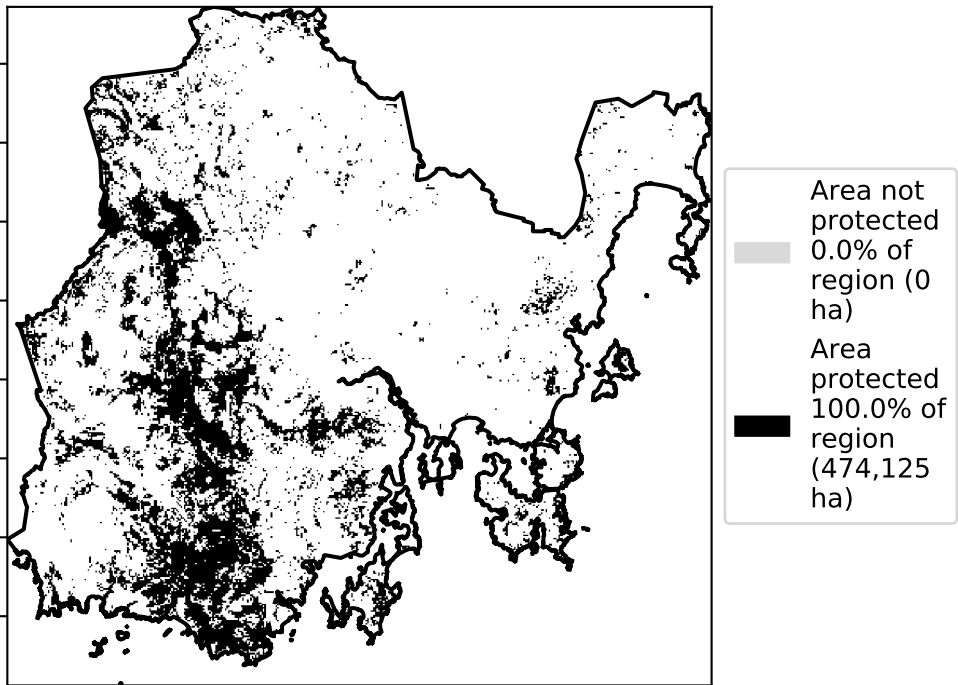 Area not
protected
0.0% of
region (0
ha)
Area
protected
100.0% of
region
(474,125
ha)